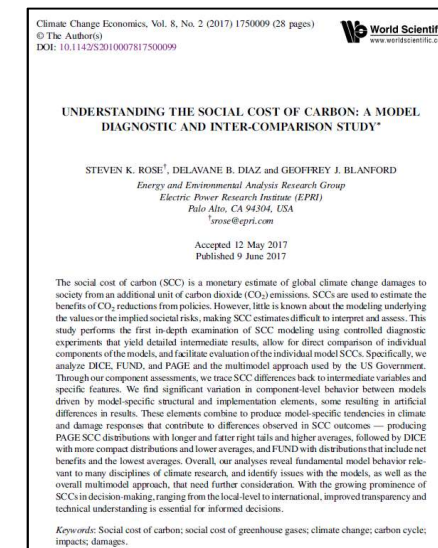 Climate Change Economics, Vol. 8, No. 2 (2017) 1750009 (28 pages)
© The Author(s)
DOI: 10.1142/S2010007817500099
World Scientif
www.worldscientific.c
UNDERSTANDING THE SOCIAL COST OF CARBON: A MODEL
DIAGNOSTIC AND INTER-COMPARISON STUDY*
STEVEN K. ROSE†, DELAVANE B. DIAZ and GEOFFREY J. BLANFORD
Energy and Environmental Analysis Research Group
Electric Power Research Institute (EPRI)
Palo Alto, CA 94304, USA
†srose@epri.com
Accepted 12 May 2017
Published 9 June 2017
The social cost of carbon (SCC) is a monetary estimate of global climate change damages to
society from an additional unit of carbon dioxide (CO2) emissions. SCCs are used to estimate the
benefits of CO2 reductions from policies. However, little is known about the modeling underlying
the values or the implied societal risks, making SCC estimates difficult to interpret and assess. This
study performs the first in-depth examination of SCC modeling using controlled diagnostic
experiments that yield detailed intermediate results, allow for direct comparison of individual
components of the models, and facilitate evaluation of the individual model SCCs. Specifically, we
analyze DICE, FUND, and PAGE and the multimodel approach used by the US Government.
Through our component assessments, we trace SCC differences back to intermediate variables and
specific features. We find significant variation in component-level behavior between models
driven by model-specific structural and implementation elements, some resulting in artificial
differences in results. These elements combine to produce model-specific tendencies in climate
and damage responses that contribute to differences observed in SCC outcomes — producing
PAGE SCC distributions with longer and fatter right tails and higher averages, followed by DICE
with more compact distributions and lower averages, and FUND with distributions that include net
benefits and the lowest averages. Overall, our analyses reveal fundamental model behavior rele-
vant to many disciplines of climate research, and identify issues with the models, as well as the
overall multimodel approach, that need further consideration. With the growing prominence of
SCCs in decision-making, ranging from the local-level to international, improved transparency and
technical understanding is essential for informed decisions.
Keywords: Social cost of carbon; social cost of greenhouse gases; climate change; carbon cycle;
impacts; damages.